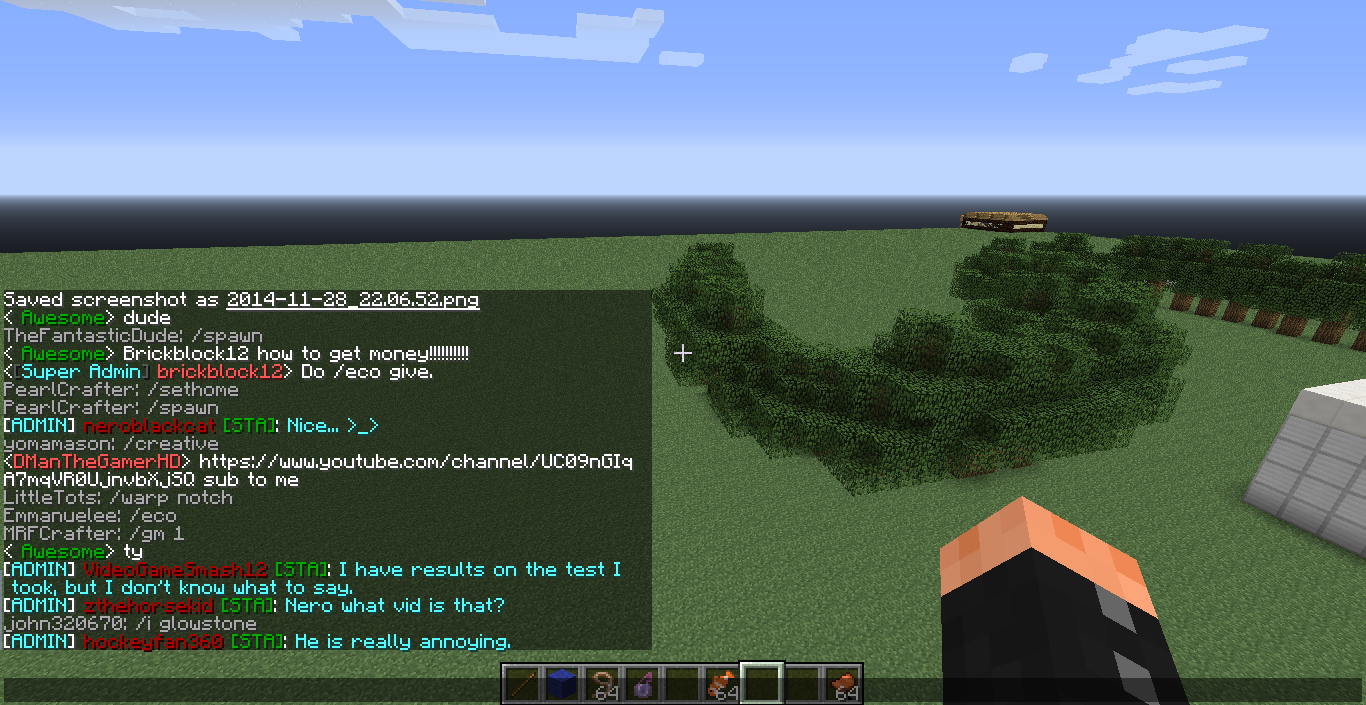 Saved screenshot as 2014-11-28_22.06.52.png
< Awesome> dude
TheFantasticDude: /spawn
< Awesome> Brickblock12 how to get money!!!!!!!!!!
<[Super Admin] brickblock12> Do /eco give.
PearlCrafter: /sethome
PearlCrafter: /spawn
[ADMIN] neroblackcat [STA]: Nice... >_>
yomamason: /creative
<DManTheGamerHD> https://www.youtube.com/channel/UC09nGIq
A7mqVR0UjnvbXjSQ sub to me
LittleTots: /warp notch
Emmanuelee: /eco
MRFCrafter: /gm 1
< Awesome> ty
[ADMIN] VideoGameSmash12 [STA]: I have results on the test I
took, but I don't know what to say.
[ADMIN] zthehorsekid [STA]: Nero what vid is that?
john320670: /i glowstone
[ADMIN] hockeyfan360 [STA]: He is really annoying.
64 64 64